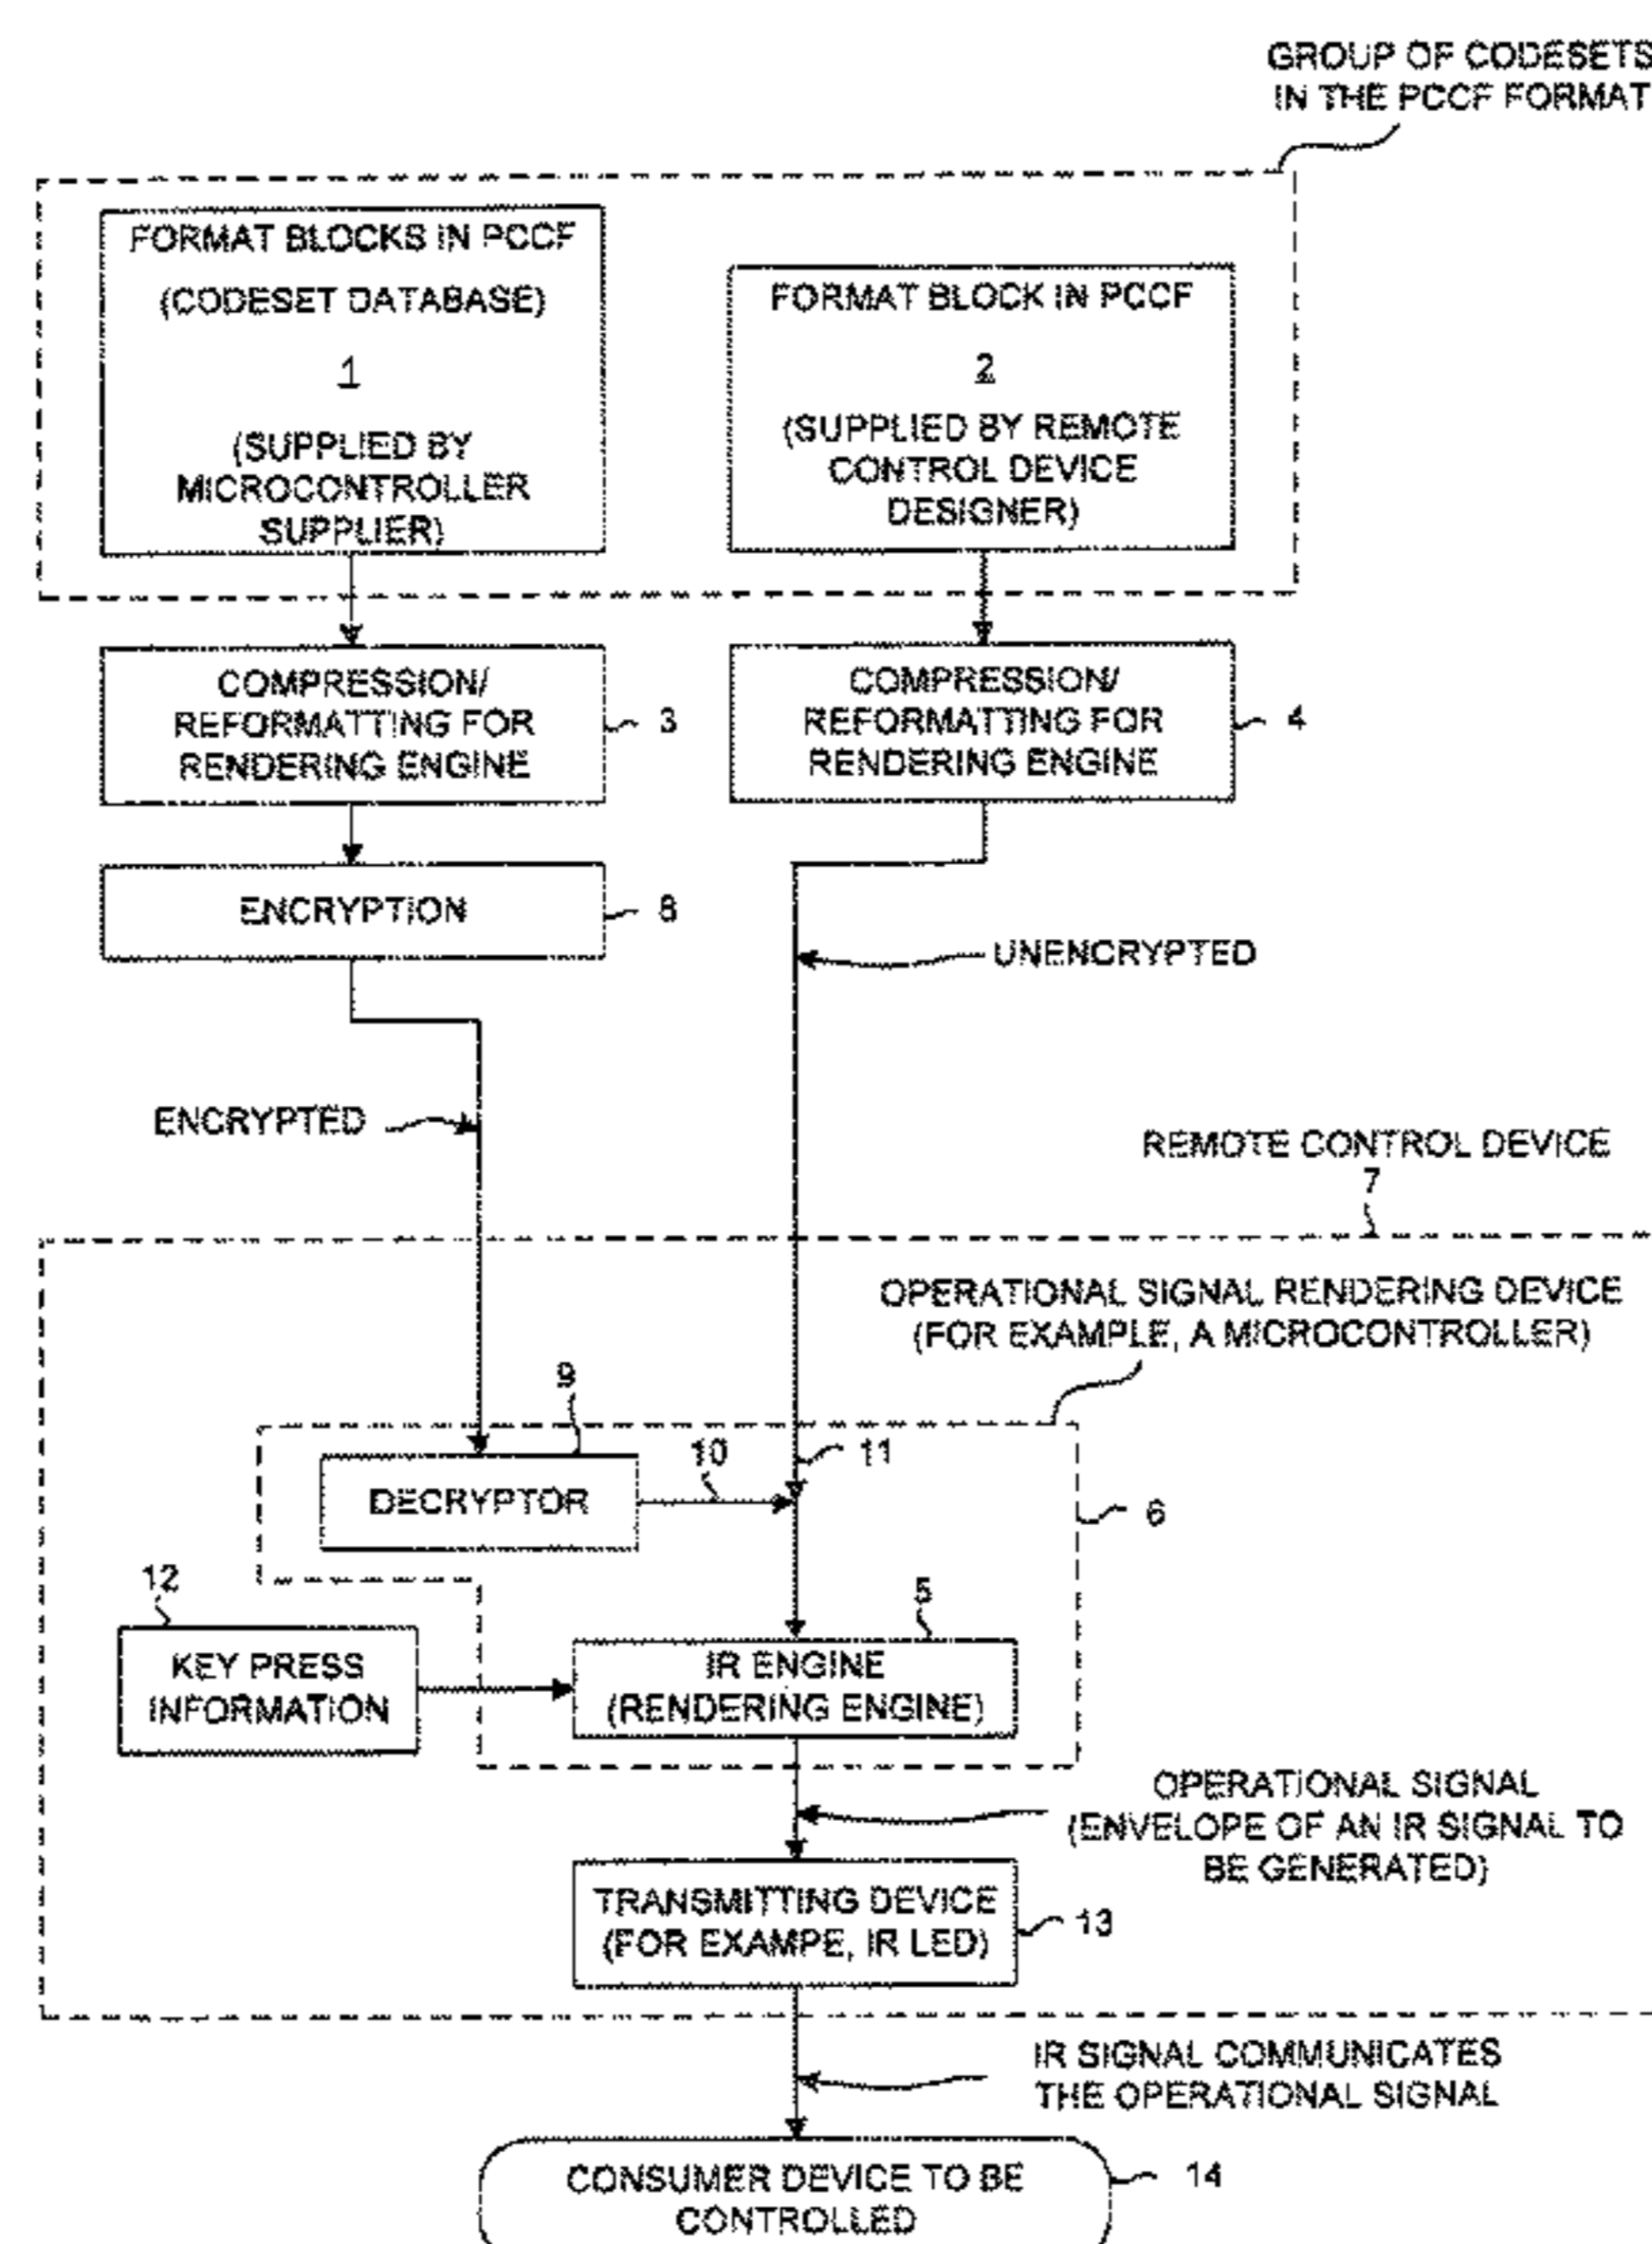 GROUP OF CODESETS
IN THE PCCF FORMAT
FORMAT BLOCKS IN PCCF
(CODESET DATABASE)
1
(SUPPLIED BY
MICROCONTROLLER
SUPPLIER)
FORMAT BLOCK IN PCCF
2
(SUPPLIED BY REMOTE
CONTROL DEVICE
DESIGNER)
COMPRESSION/
REFORMATTING FOR
RENDERING ENGINE
3
COMPRESSION/
REFORMATTING FOR
RENDERING ENGINE
4
ENCRYPTION
8
UNENCRYPTED
ENCRYPTED
REMOTE CONTROL DEVICE
7
OPERATIONAL SIGNAL RENDERING DEVICE
(FOR EXAMPLE, A MICROCONTROLLER)
9
DECRYPTOR
10
11
6
12
KEY PRESS
INFORMATION
5
IR ENGINE
(RENDERING ENGINE)
OPERATIONAL SIGNAL
(ENVELOPE OF AN IR SIGNAL TO
BE GENERATED)
TRANSMITTING DEVICE
(FOR EXAMPE, IR LED)
13
IR SIGNAL COMMUNICATES
THE OPERATIONAL SIGNAL
CONSUMER DEVICE TO BE
CONTROLLED
14